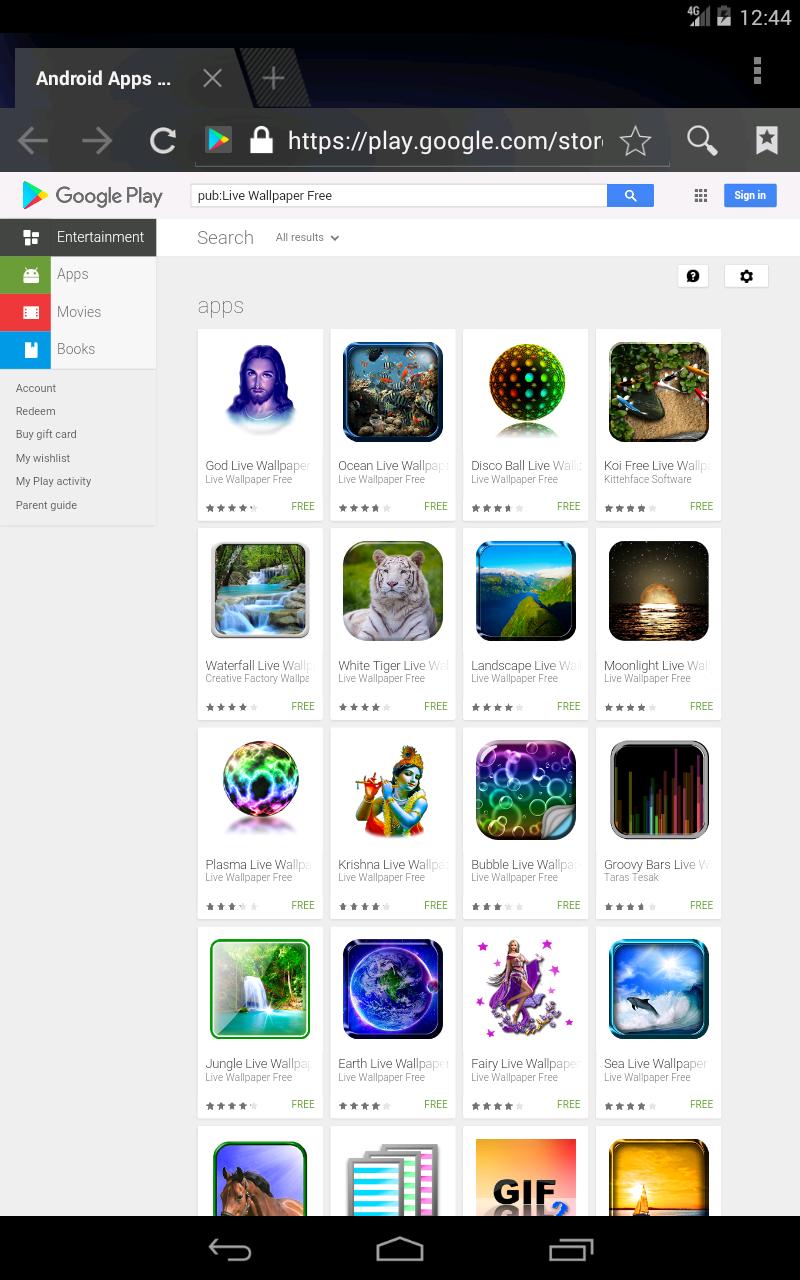 4G 12:44
Android Apps ...
https://play.google.com/stor
Google Play
pub:Live Wallpaper Free
Sign in
Entertainment
Search
All results
Apps
Movies
Books
Account
Redeem
Buy gift card
My wishlist
My Play activity
Parent guide
apps
God Live Wallpaper
Live Wallpaper Free
FREE
Ocean Live Wallpap
Live Wallpaper Free
FREE
Disco Ball Live Wallp
Live Wallpaper Free
FREE
Koi Free Live Wallpa
Kittehface Software
FREE
Waterfall Live Wallp
Creative Factory Wallpa
FREE
White Tiger Live Wal
Live Wallpaper Free
FREE
Landscape Live Wal
Live Wallpaper Free
FREE
Moonlight Live Wall
Live Wallpaper Free
FREE
Plasma Live Wallpa
Live Wallpaper Free
FREE
Krishna Live Wallpa
Live Wallpaper Free
FREE
Bubble Live Wallpap
Live Wallpaper Free
FREE
Groovy Bars Live W
Taras Tesak
FREE
Jungle Live Wallpap
Live Wallpaper Free
FREE
Earth Live Wallpaper
Live Wallpaper Free
FREE
Fairy Live Wallpaper
Live Wallpaper Free
FREE
Sea Live Wallpaper
Live Wallpaper Free
FREE
GIF
2